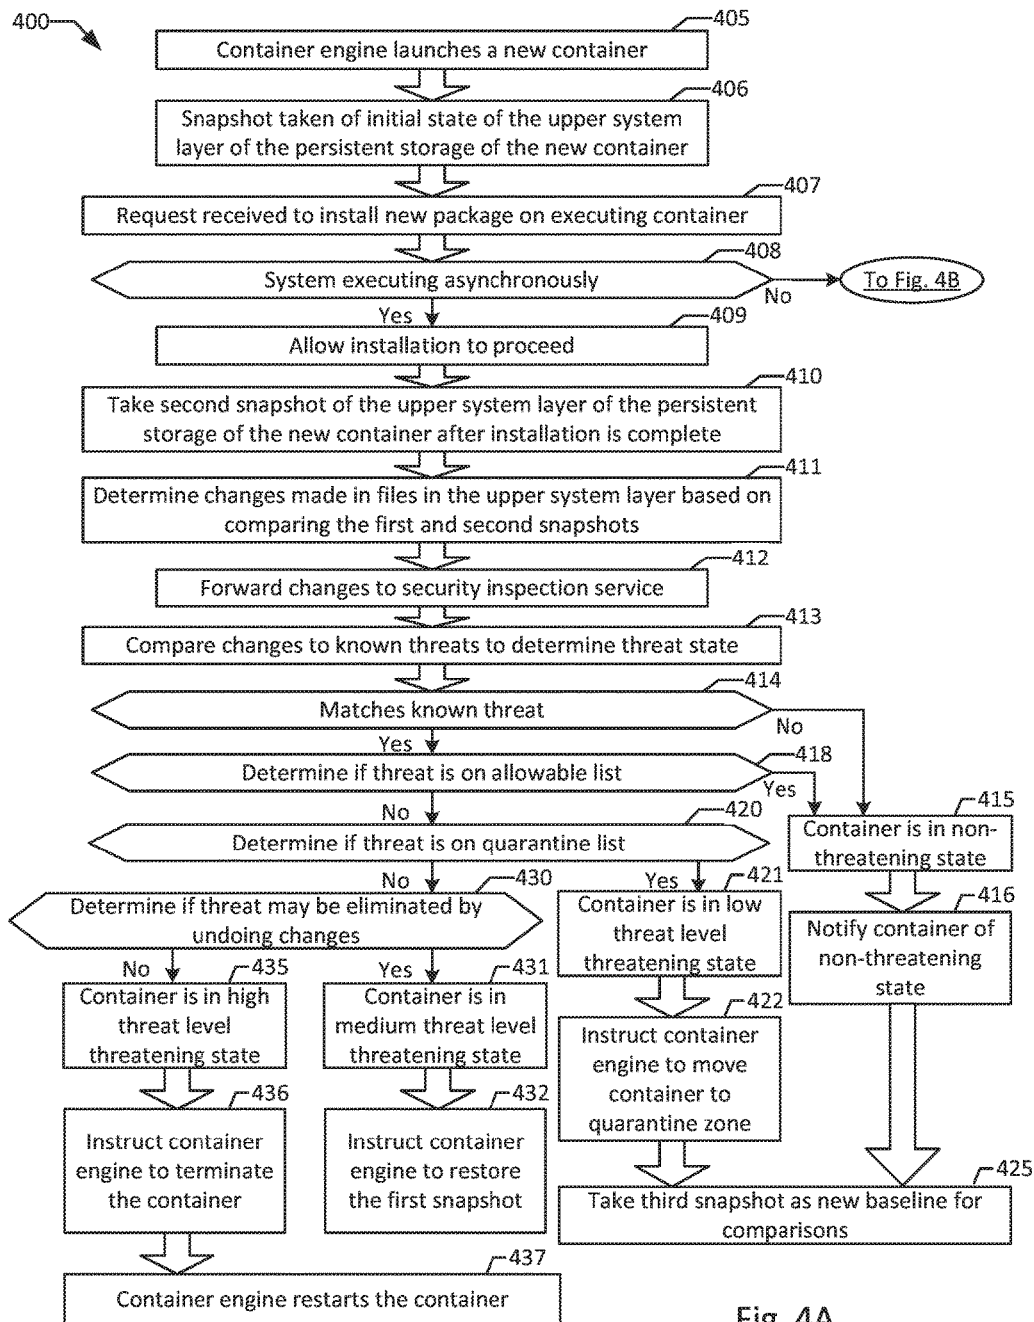 400
405
Container engine launches a new container
406
Snapshot taken of initial state of the upper system
layer of the persistent storage of the new container
407
Request received to install new package on executing container
408
System executing asynchronously
No
To Fig. 4B
Yes
409
Allow installation to proceed
410
Take second snapshot of the upper system layer of the persistent
storage of the new container after installation is complete
411
Determine changes made in files in the upper system layer based on
comparing the first and second snapshots
412
Forward changes to security inspection service
413
Compare changes to known threats to determine threat state
414
Matches known threat
No
Yes
418
Determine if threat is on allowable list
Yes
No
420
Determine if threat is on quarantine list
415
Container is in non-
threatening state
No
430
Determine if threat may be eliminated by
undoing changes
Yes
421
Container is in low
threat level
threatening state
416
Notify container of
non-threatening
state
No
435
Container is in high
threat level
threatening state
Yes
431
Container is in
medium threat level
threatening state
422
Instruct container
engine to move
container to
quarantine zone
436
Instruct container
engine to terminate
the container
432
Instruct container
engine to restore
the first snapshot
425
Take third snapshot as new baseline for
comparisons
437
Container engine restarts the container
Fig. 4A